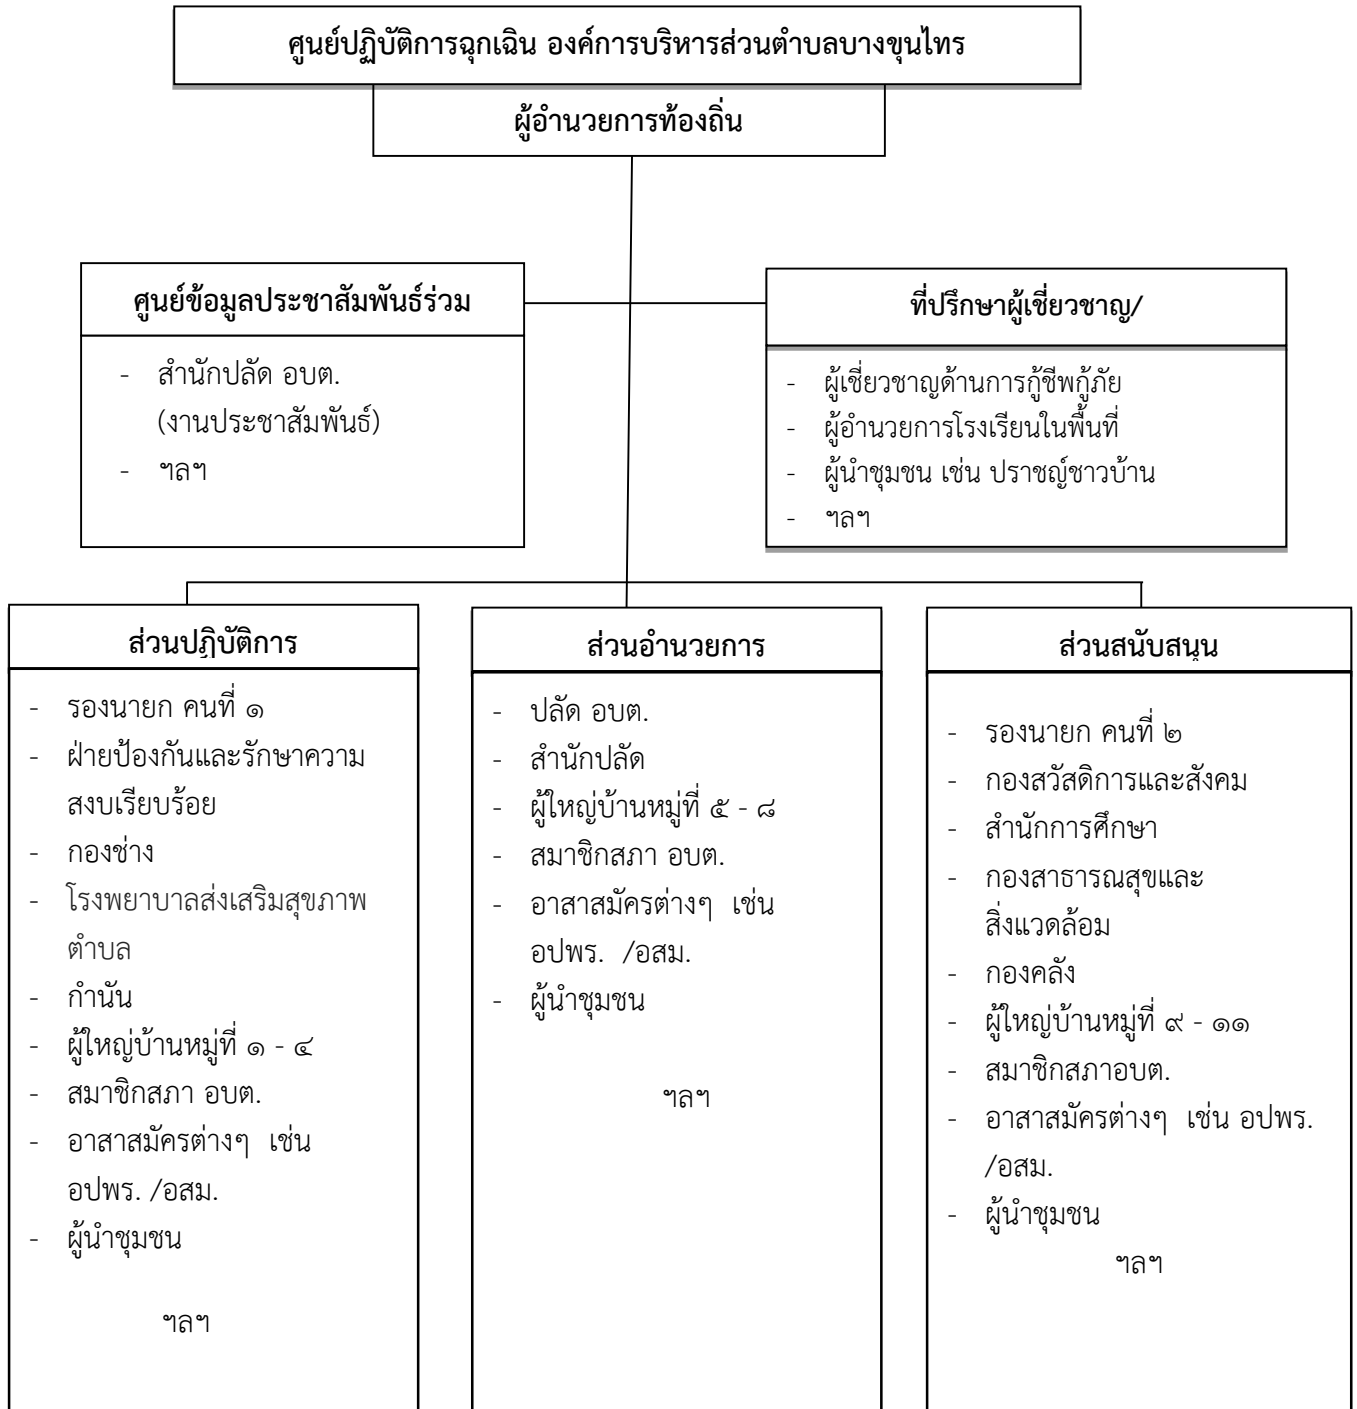 ศูนย์ปฏิบัติการฉุกเฉิน องค์การบริหารส่วนตำบลบางขุนไทร
ผู้อำนวยการท้องถิ่น
ศูนย์ข้อมูลประชาสัมพันธ์ร่วม
- สำนักปลัด อบต.
(งานประชาสัมพันธ์)
- ฯลฯ
ที่ปรึกษาผู้เชี่ยวชาญ/
- ผู้เชี่ยวชาญด้านการกู้ชีพกู้ภัย
- ผู้อำนวยการโรงเรียนในพื้นที่
- ผู้นำชุมชน เช่น ปราชญ์ชาวบ้าน
- ฯลฯ
ส่วนปฏิบัติการ
- รองนายก คนที่ ๑
- ฝ่ายป้องกันและรักษาความ
สงบเรียบร้อย
- กองช่าง
- โรงพยาบาลส่งเสริมสุขภาพ
ตำบล
- กำนัน
- ผู้ใหญ่บ้านหมู่ที่ ๑ - ๔
- สมาชิกสภา อบต.
- อาสาสมัครต่างๆ เช่น
อปพร. /อสม.
- ผู้นำชุมชน
ฯลฯ
ส่วนอำนวยการ
- ปลัด อบต.
- สำนักปลัด
- ผู้ใหญ่บ้านหมู่ที่ ๕ - ๘
- สมาชิกสภา อบต.
- อาสาสมัครต่างๆ เช่น
อปพร. /อสม.
- ผู้นำชุมชน
ฯลฯ
ส่วนสนับสนุน
- รองนายก คนที่ ๒
- กองสวัสดิการและสังคม
- สำนักการศึกษา
- กองสาธารณสุขและ
สิ่งแวดล้อม
- กองคลัง
- ผู้ใหญ่บ้านหมู่ที่ ๙ - ๑๑
- สมาชิกสภาอบต.
- อาสาสมัครต่างๆ เช่น อปพร.
/อสม.
- ผู้นำชุมชน
ฯลฯ